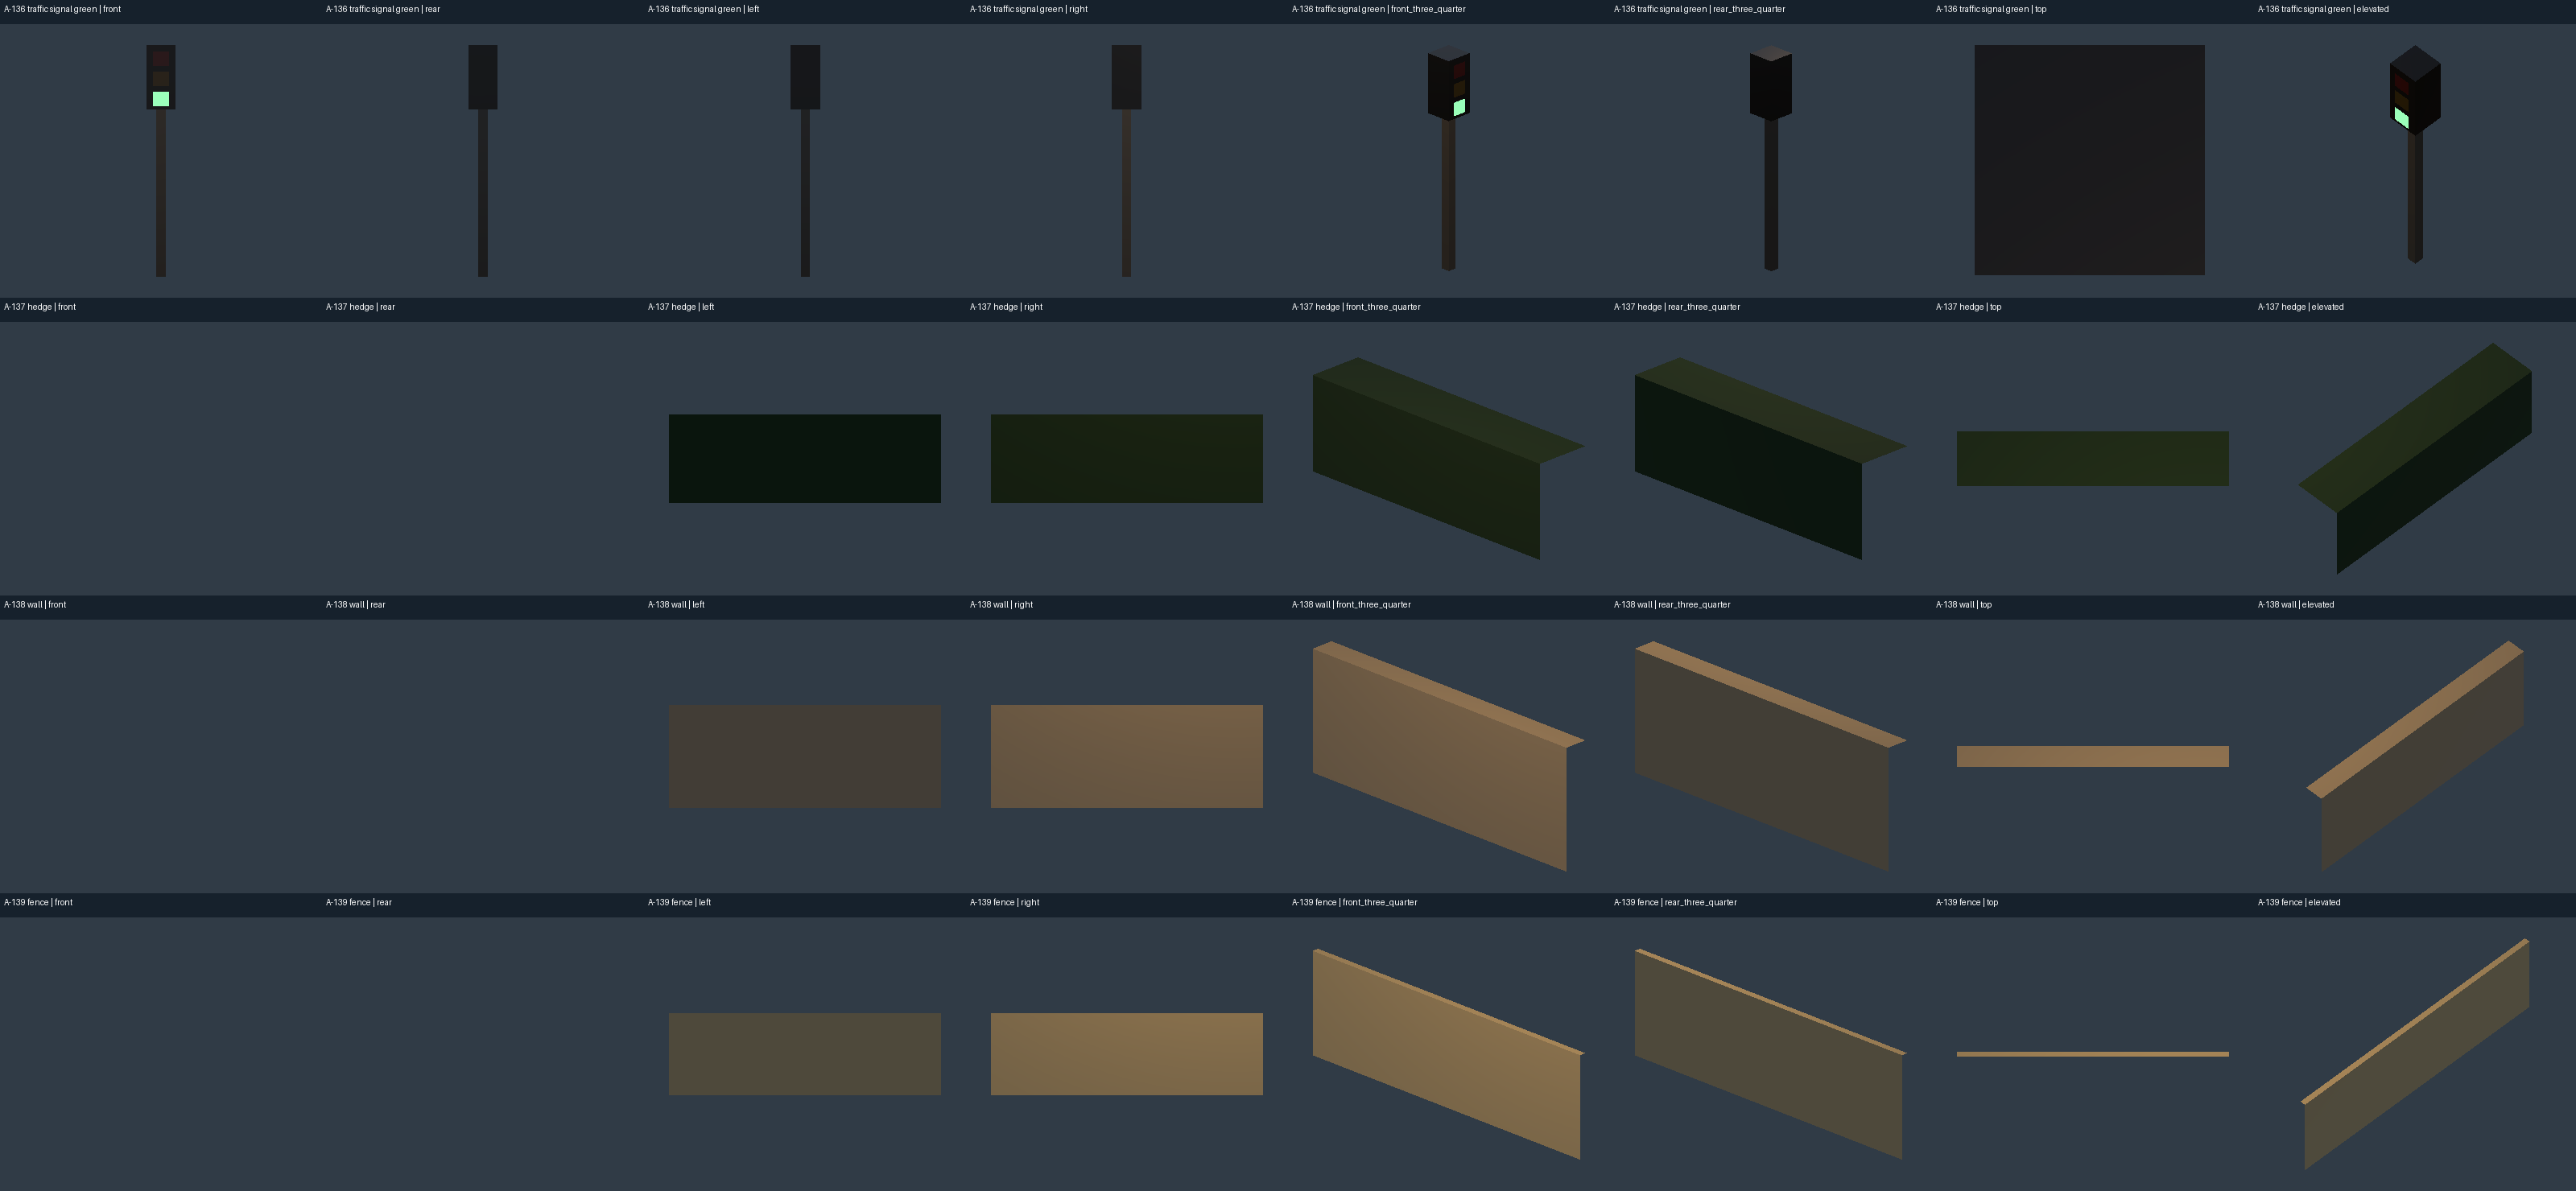 A-136 traffic signal green | front
A-136 traffic signal green | rear
A-136 traffic signal green | left
A-136 traffic signal green | right
A-136 traffic signal green | front_three_quarter
A-136 traffic signal green | rear_three_quarter
A-136 traffic signal green | top
A-136 traffic signal green | elevated
A-137 hedge | front
A-137 hedge | rear
A-137 hedge | left
A-137 hedge | right
A-137 hedge | front_three_quarter
A-137 hedge | rear_three_quarter
A-137 hedge | top
A-137 hedge | elevated
A-138 wall | front
A-138 wall | rear
A-138 wall | left
A-138 wall | right
A-138 wall | front_three_quarter
A-138 wall | rear_three_quarter
A-138 wall | top
A-138 wall | elevated
A-139 fence | front
A-139 fence | rear
A-139 fence | left
A-139 fence | right
A-139 fence | front_three_quarter
A-139 fence | rear_three_quarter
A-139 fence | top
A-139 fence | elevated